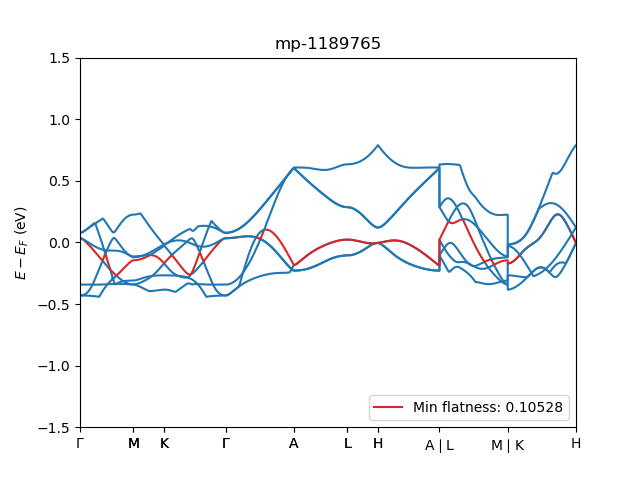 mp-1189765
1.5
1.0
0.5
0.0
−0.5
−1.0
−1.5
E − E_F (eV)
Min flatness: 0.10528
Γ M K Γ A L H A | L M | K H